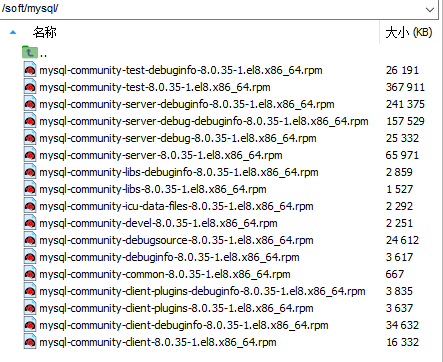 /soft/mysql/
名称 大小 (KB)
..
mysql-community-test-debuginfo-8.0.35-1.el8.x86_64.rpm 26 191
mysql-community-test-8.0.35-1.el8.x86_64.rpm 367 911
mysql-community-server-debuginfo-8.0.35-1.el8.x86_64.rpm 241 375
mysql-community-server-debug-debuginfo-8.0.35-1.el8.x86_64.rpm 157 529
mysql-community-server-debug-8.0.35-1.el8.x86_64.rpm 25 332
mysql-community-server-8.0.35-1.el8.x86_64.rpm 65 971
mysql-community-libs-debuginfo-8.0.35-1.el8.x86_64.rpm 2 859
mysql-community-libs-8.0.35-1.el8.x86_64.rpm 1 527
mysql-community-icu-data-files-8.0.35-1.el8.x86_64.rpm 2 292
mysql-community-devel-8.0.35-1.el8.x86_64.rpm 2 251
mysql-community-debugsource-8.0.35-1.el8.x86_64.rpm 24 612
mysql-community-debuginfo-8.0.35-1.el8.x86_64.rpm 3 617
mysql-community-common-8.0.35-1.el8.x86_64.rpm 667
mysql-community-client-plugins-debuginfo-8.0.35-1.el8.x86_64.rpm 3 835
mysql-community-client-plugins-8.0.35-1.el8.x86_64.rpm 3 637
mysql-community-client-debuginfo-8.0.35-1.el8.x86_64.rpm 34 632
mysql-community-client-8.0.35-1.el8.x86_64.rpm 16 332